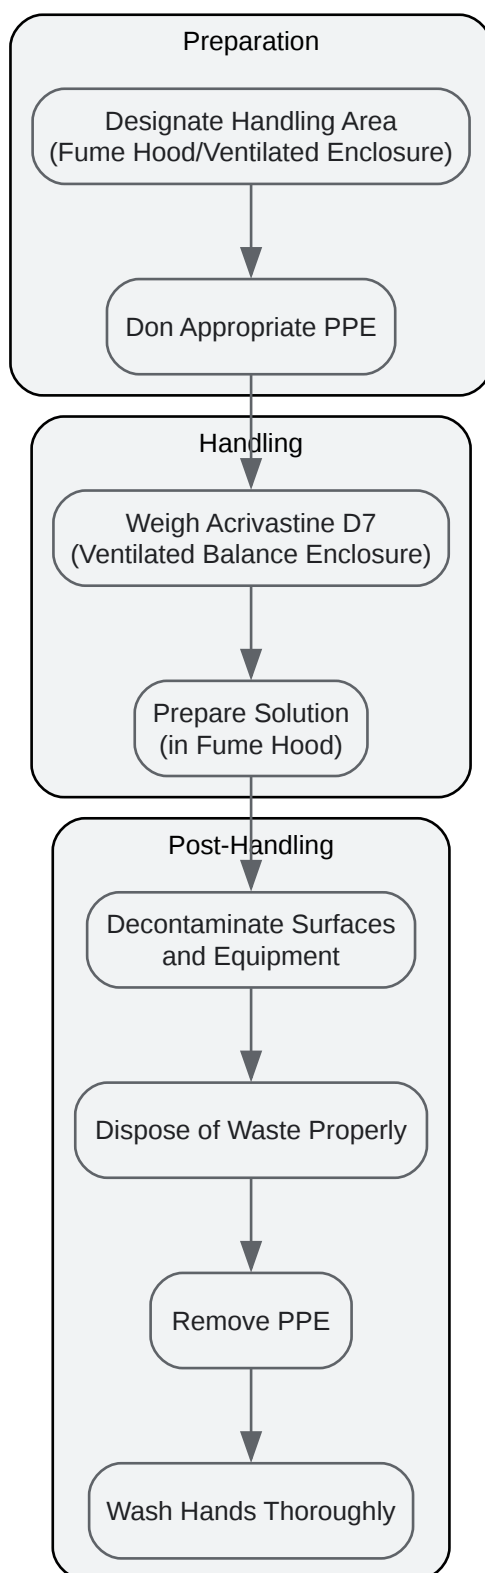 Preparation
Designate Handling Area
(Fume Hood/Ventilated Enclosure)
Don Appropriate PPE
Handling
Weigh Acrivastine D7
(Ventilated Balance Enclosure)
Prepare Solution
(in Fume Hood)
Post-Handling
Decontaminate Surfaces
and Equipment
Dispose of Waste Properly
Remove PPE
Wash Hands Thoroughly